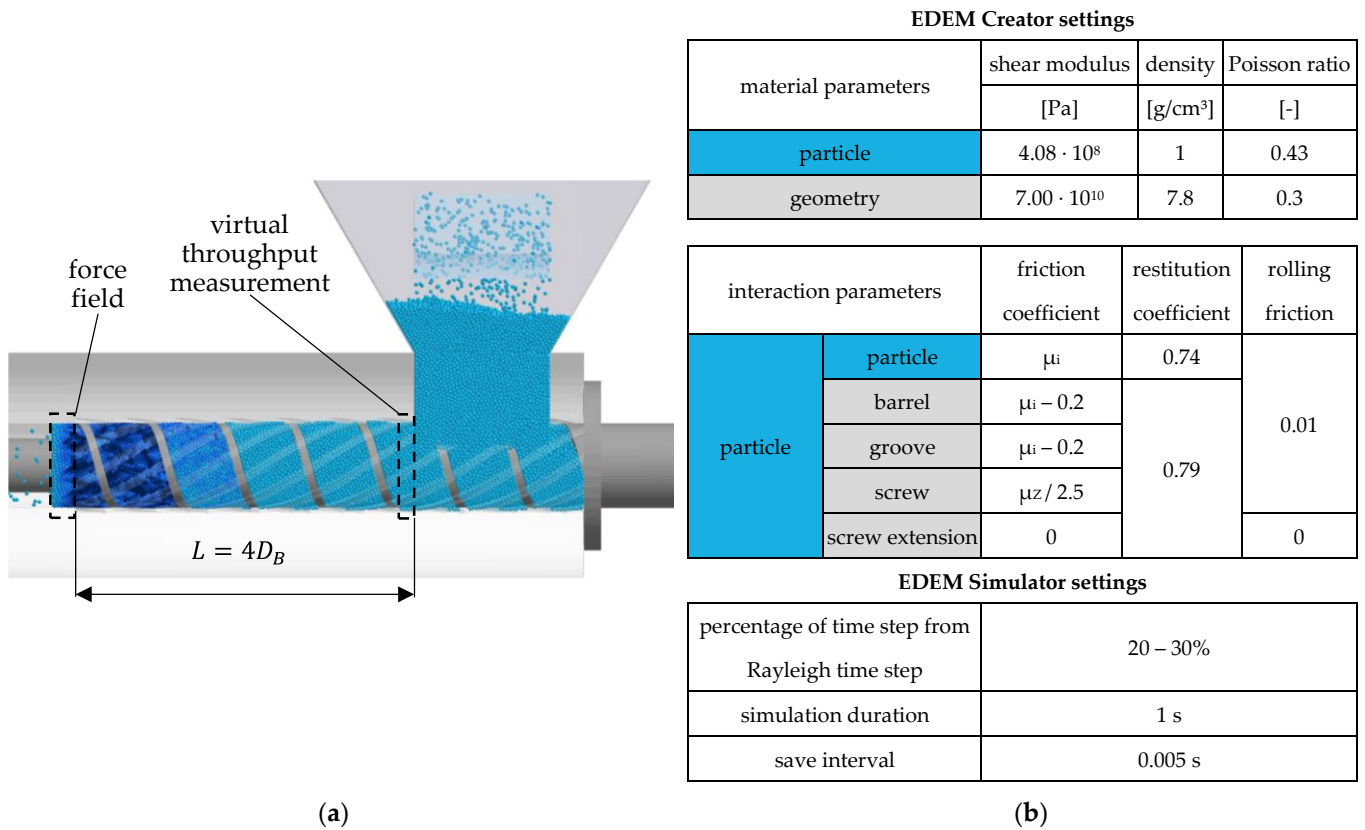 force
field
virtual
throughput
measurement
L = 4D_B
(a)
EDEM Creator settings
material parameters
shear modulus
density
Poisson ratio
[Pa]
[g/cm³]
[-]
particle
4.08 · 10⁸
1
0.43
geometry
7.00 · 10¹⁰
7.8
0.3
interaction parameters
friction
coefficient
restitution
coefficient
rolling
friction
particle
particle
μi
0.74
0.01
barrel
μi – 0.2
0.79
groove
μi – 0.2
screw
μz / 2.5
screw extension
0
0
EDEM Simulator settings
percentage of time step from
Rayleigh time step
20 – 30%
simulation duration
1 s
save interval
0.005 s
(b)